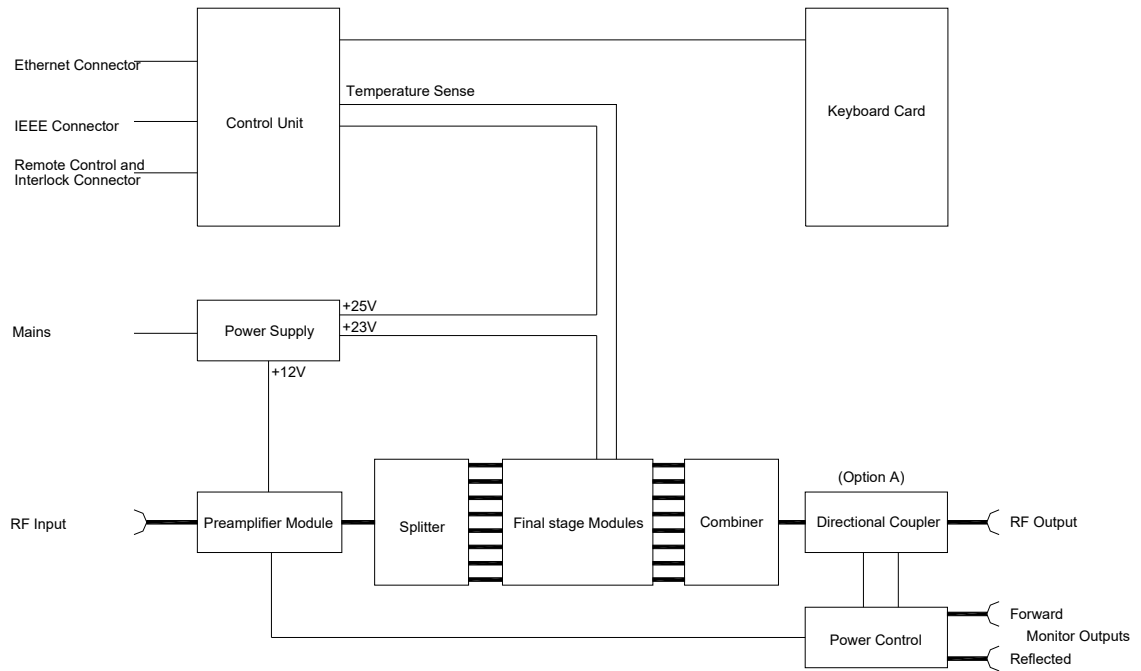 Ethernet Connector
IEEE Connector
Remote Control and
Interlock Connector
Control Unit
Temperature Sense
Keyboard Card
Mains
Power Supply
+25V
+23V
+12V
RF Input
Preamplifier Module
Splitter
Final stage Modules
Combiner
(Option A)
Directional Coupler
RF Output
Power Control
Forward
Monitor Outputs
Reflected